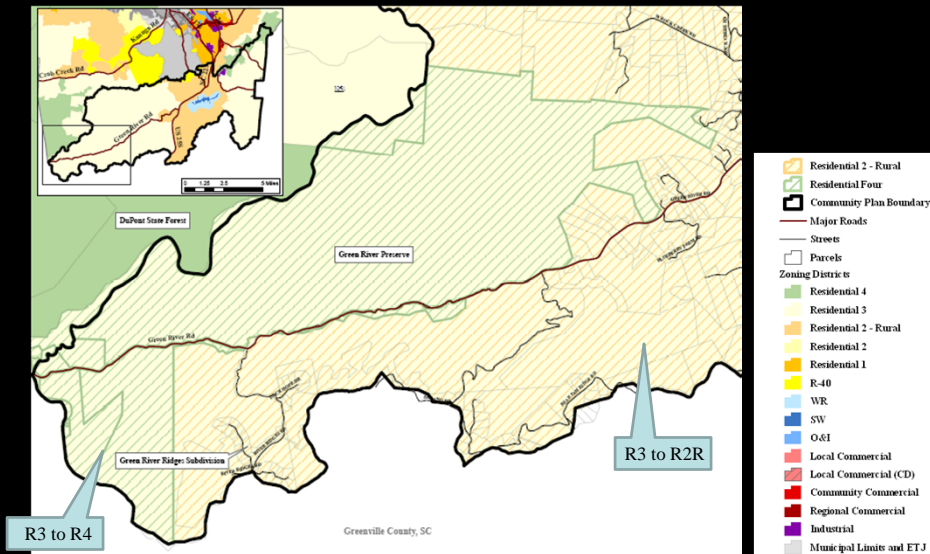 Kanuga Rd
Crab Creek Rd
Green River Rd
US 25
0 1.25 2.5 5 Miles
DuPont State Forest
Green River Preserve
Green River Rd
Green River Ridges Subdivision
R3 to R2R
R3 to R4
Greenville County, SC
Residential 2 - Rural
Residential Four
Community Plan Boundary
Major Roads
Streets
Parcels
Zoning Districts
Residential 4
Residential 3
Residential 2 - Rural
Residential 2
Residential 1
R-40
WR
SW
O&I
Local Commercial
Local Commercial (CD)
Community Commercial
Regional Commercial
Industrial
Municipal Limits and ETJ